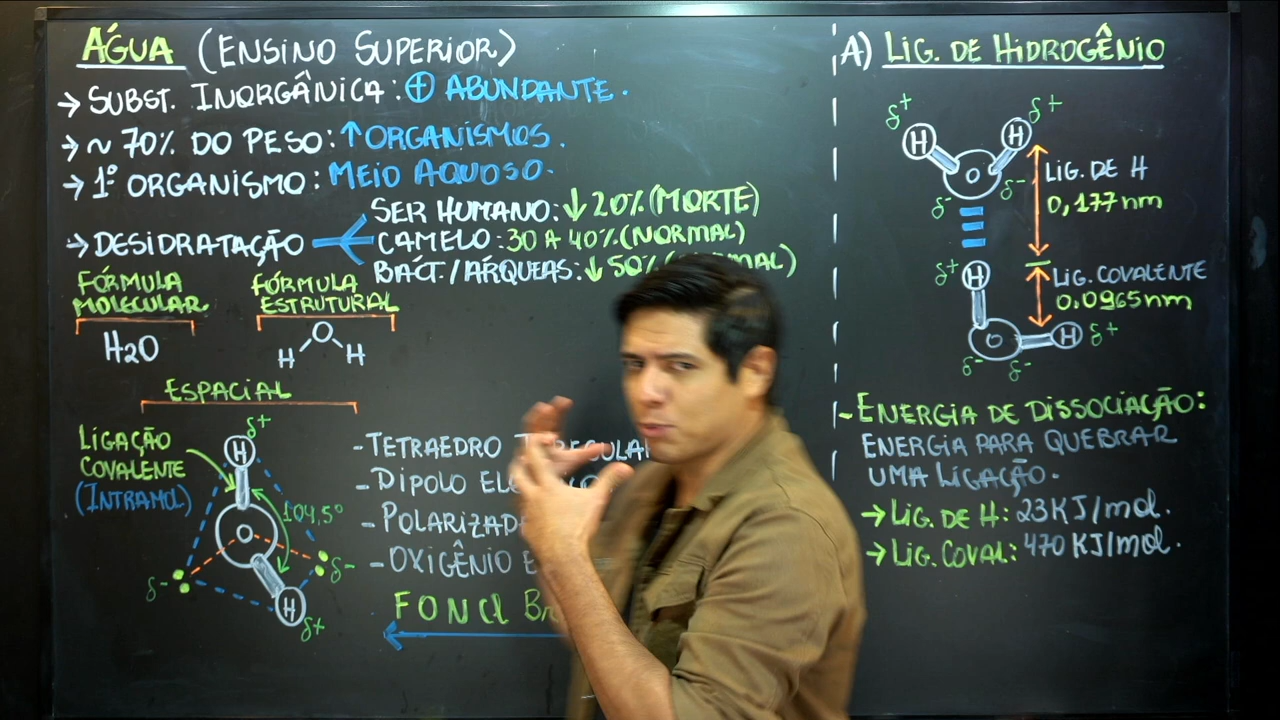 ÁGUA (ENSINO SUPERIOR)
→ SUBST. INORGÂNICA: ⊕ ABUNDANTE.
→ ~ 70% DO PESO: ↑ ORGANISMOS.
→ 1º ORGANISMO: MEIO AQUOSO.
→ DESIDRATAÇÃO
SER HUMANO: ↓ 20% (MORTE)
CAMELO: 30 A 40% (NORMAL)
BACT./ARQUEAS: ↓ 50%
FÓRMULA
MOLECULAR
H2O
FÓRMULA
ESTRUTURAL
O
H H
ESPACIAL
LIGAÇÃO
COVALENTE
(INTRAMOL)
δ+
H
O
104,5º
δ-
δ-
H
δ+
- TETRAEDRO
- DIPOLO
-
- OXIGÊNIO
F O N Cl
A) LIG. DE HIDROGÊNIO
δ+ δ+
H H
O
δ- δ-
LIG. DE H
0,177 nm
δ+ H
LIG. COVALENTE
0,0965 nm
O H δ+
δ- δ-
- ENERGIA DE DISSOCIAÇÃO:
ENERGIA PARA QUEBRAR
UMA LIGAÇÃO.
→ LIG. DE H: 23 KJ/mol.
→ LIG. COVAL: 470 KJ/mol.